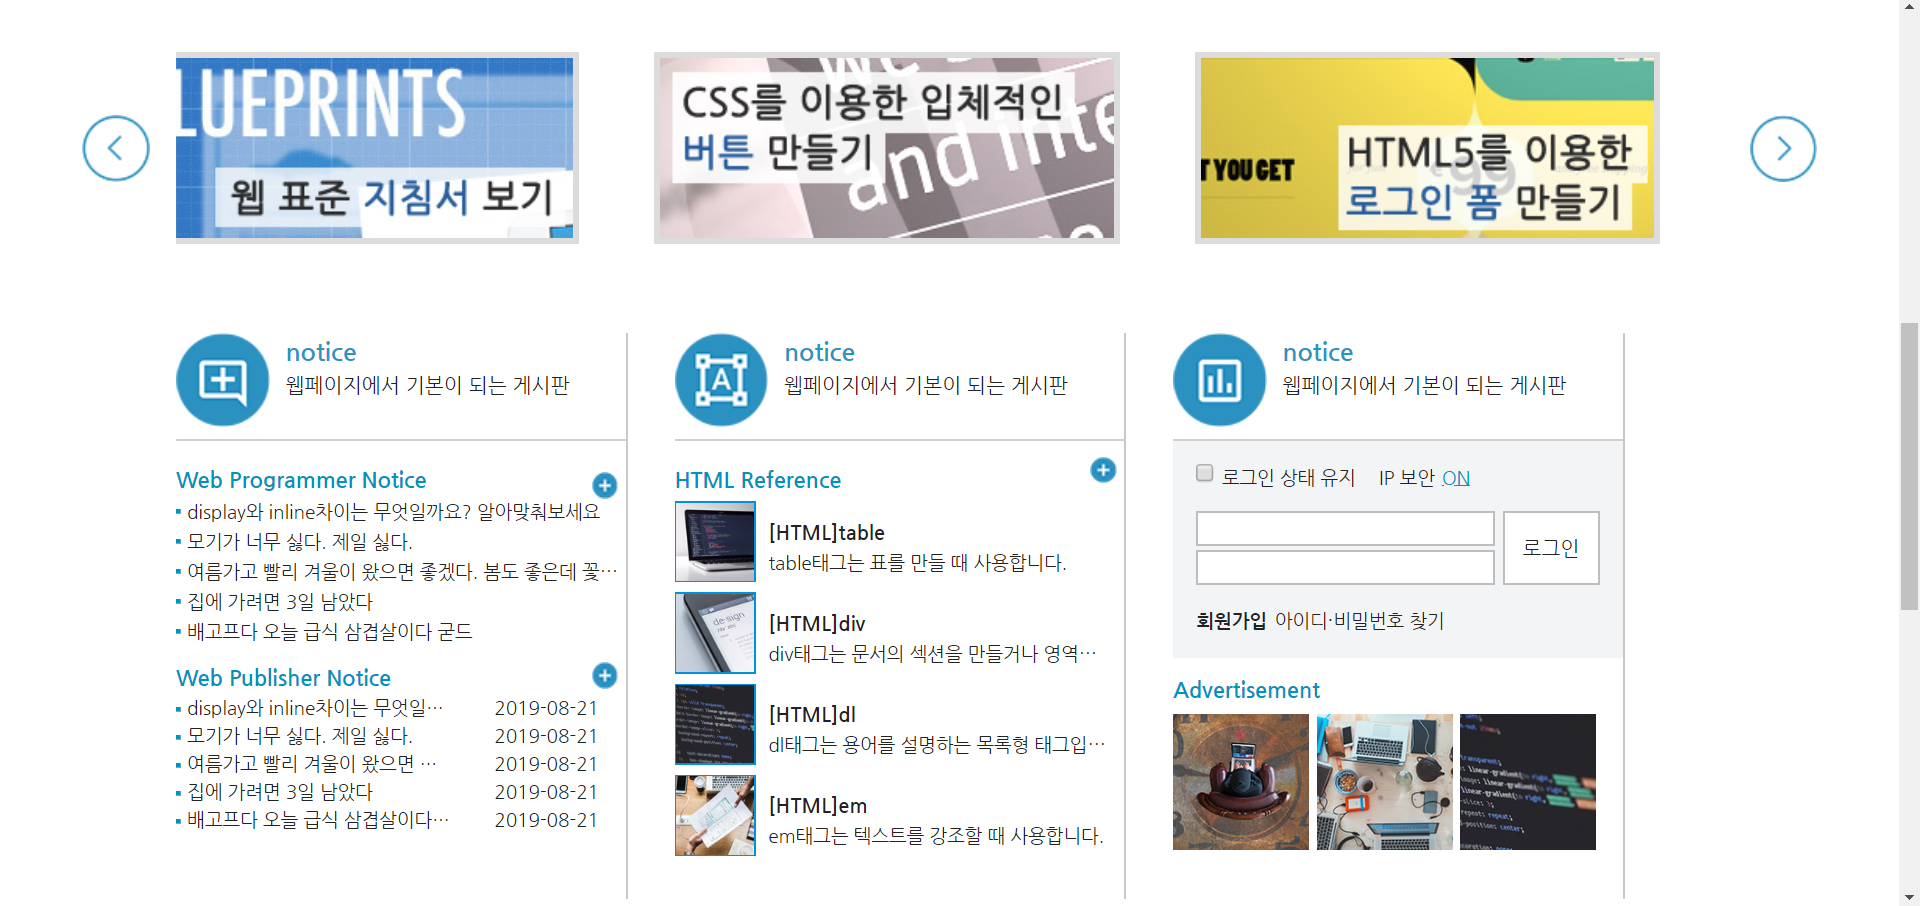 LUEPRINTS
웹 표준 지침서 보기
CSS를 이용한 입체적인
버튼 만들기
and inte
T YOU GET
HTML5를 이용한
로그인 폼 만들기
notice
웹페이지에서 기본이 되는 게시판
Web Programmer Notice
display와 inline차이는 무엇일까요? 알아맞춰보세요
모기가 너무 싫다. 제일 싫다.
여름가고 빨리 겨울이 왔으면 좋겠다. 봄도 좋은데 꽃…
집에 가려면 3일 남았다
배고프다 오늘 급식 삼겹살이다 굳드
Web Publisher Notice
display와 inline차이는 무엇일… 2019-08-21
모기가 너무 싫다. 제일 싫다. 2019-08-21
여름가고 빨리 겨울이 왔으면 … 2019-08-21
집에 가려면 3일 남았다 2019-08-21
배고프다 오늘 급식 삼겹살이다… 2019-08-21
notice
웹페이지에서 기본이 되는 게시판
HTML Reference
[HTML]table
table태그는 표를 만들 때 사용합니다.
de·sign
[HTML]div
div태그는 문서의 섹션을 만들거나 영역…
[HTML]dl
dl태그는 용어를 설명하는 목록형 태그입…
[HTML]em
em태그는 텍스트를 강조할 때 사용합니다.
notice
웹페이지에서 기본이 되는 게시판
로그인 상태 유지 IP 보안 ON
로그인
회원가입 아이디·비밀번호 찾기
Advertisement